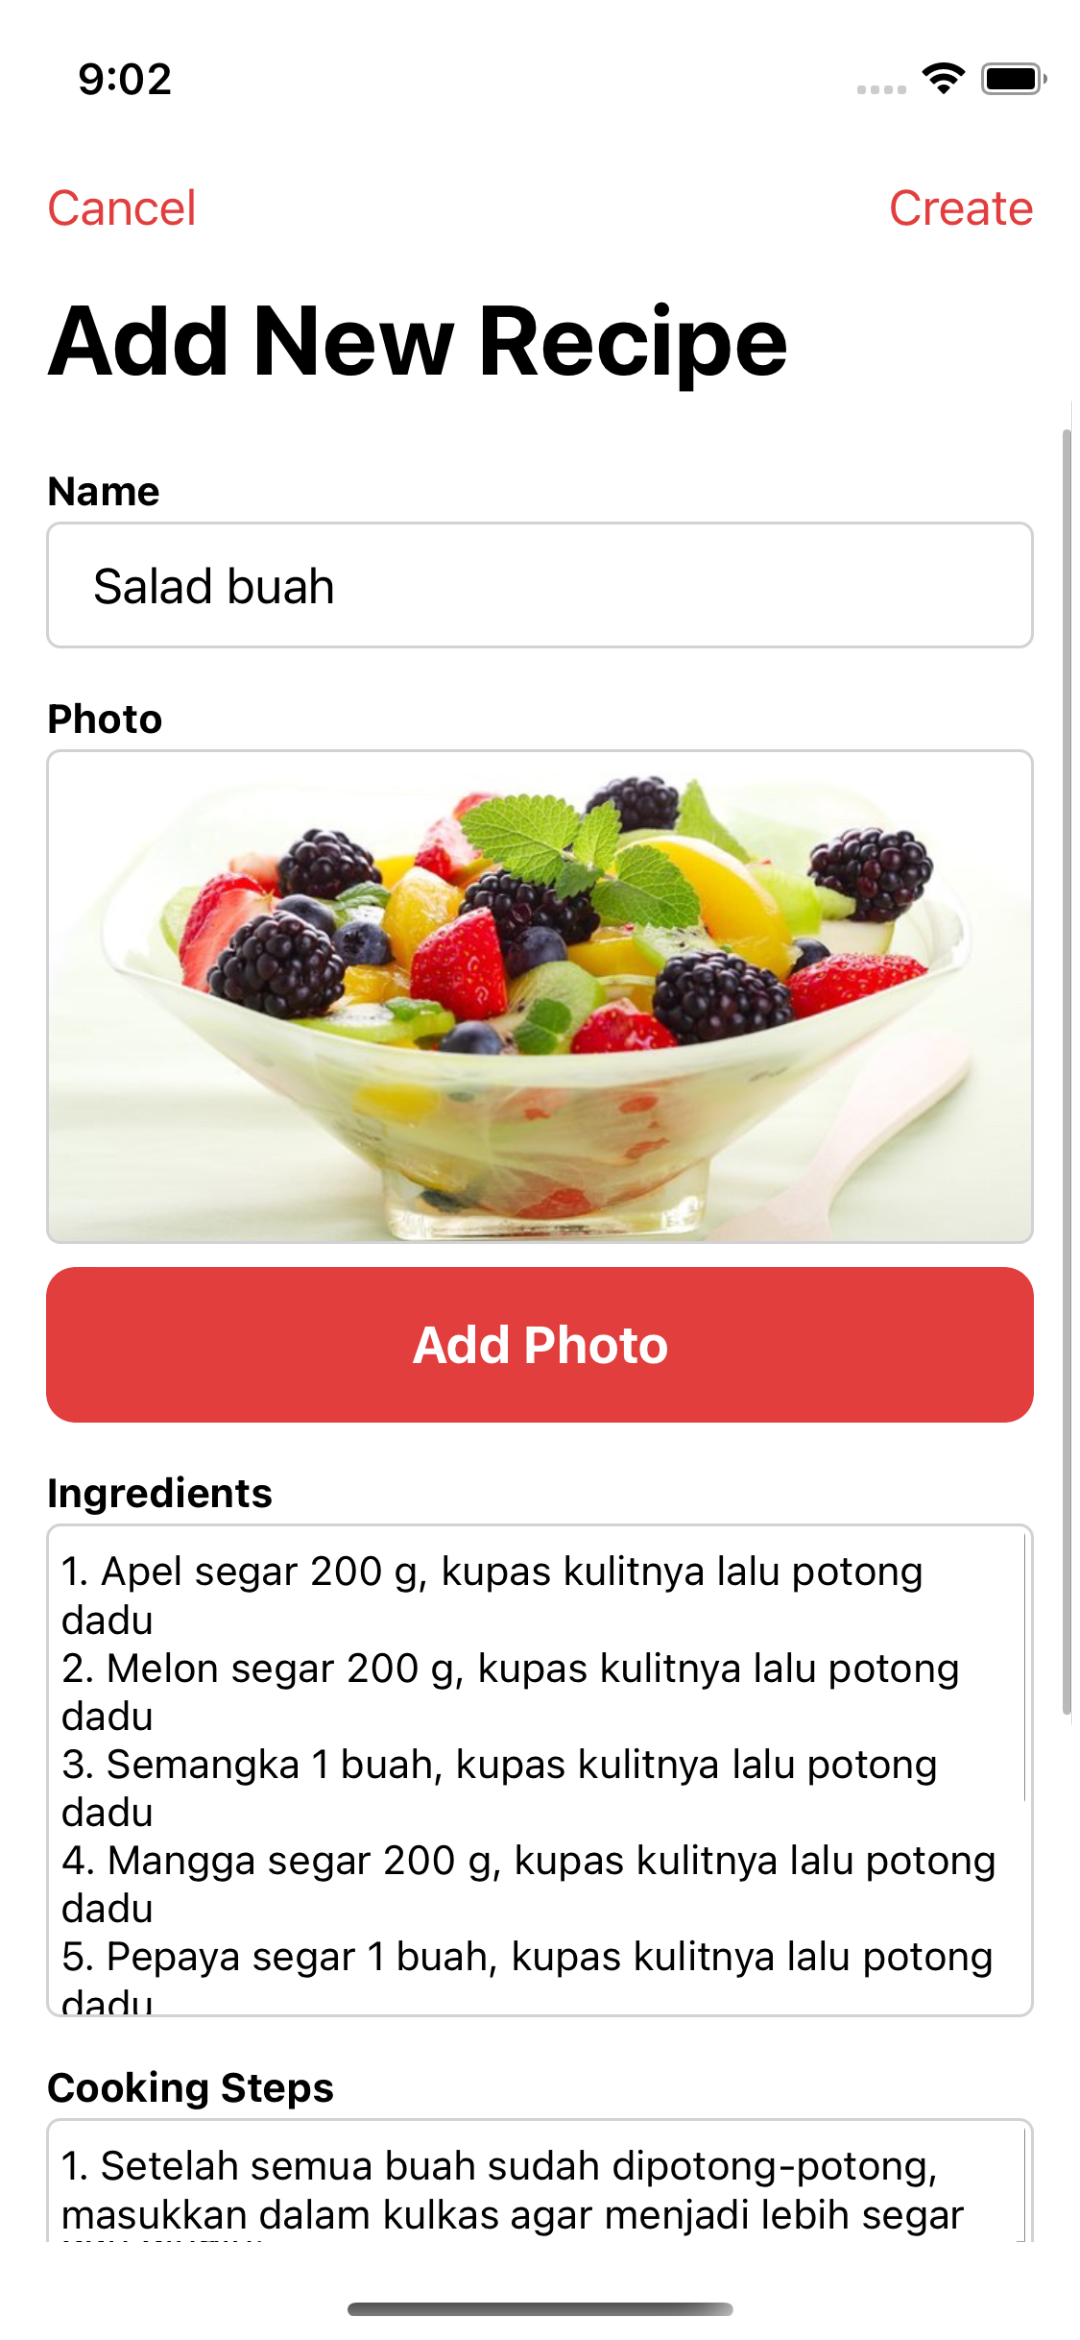 9:02
Cancel
Create
Add New Recipe
Name
Salad buah
Photo
Add Photo
Ingredients
1. Apel segar 200 g, kupas kulitnya lalu potong
dadu
2. Melon segar 200 g, kupas kulitnya lalu potong
dadu
3. Semangka 1 buah, kupas kulitnya lalu potong
dadu
4. Mangga segar 200 g, kupas kulitnya lalu potong
dadu
5. Pepaya segar 1 buah, kupas kulitnya lalu potong
dadu
Cooking Steps
1. Setelah semua buah sudah dipotong-potong,
masukkan dalam kulkas agar menjadi lebih segar